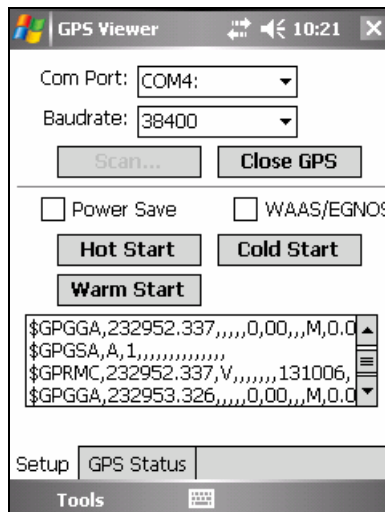 GPS Viewer 10:21
Com Port: COM4:
Baudrate: 38400
Scan... Close GPS
Power Save WAAS/EGNOS
Hot Start Cold Start
Warm Start
$GPGGA,232952.337,,,,,0,00,,,M,0.0
$GPGSA,A,1,,,,,,,,,,,,,,
$GPRMC,232952.337,V,,,,,,,131006,
$GPGGA,232953.326,,,,,0,00,,,M,0.0
Setup GPS Status
Tools